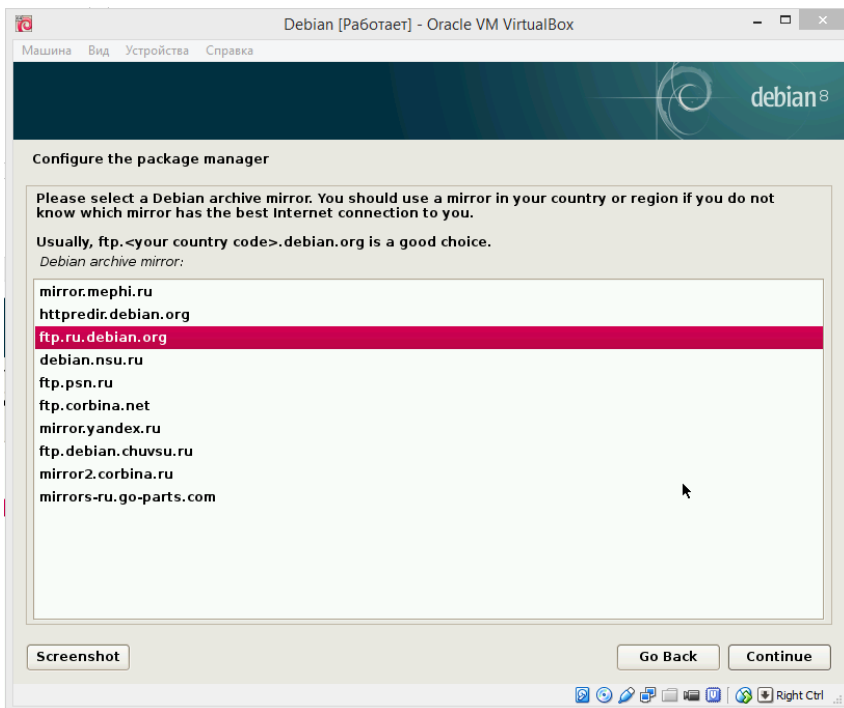 Debian [Работает] - Oracle VM VirtualBox
Машина Вид Устройства Справка
debian 8
Configure the package manager
Please select a Debian archive mirror. You should use a mirror in your country or region if you do not
know which mirror has the best Internet connection to you.
Usually, ftp.<your country code>.debian.org is a good choice.
Debian archive mirror:
mirror.mephi.ru
httpredir.debian.org
ftp.ru.debian.org
debian.nsu.ru
ftp.psn.ru
ftp.corbina.net
mirror.yandex.ru
ftp.debian.chuvsu.ru
mirror2.corbina.ru
mirrors-ru.go-parts.com
Screenshot Go Back Continue
Right Ctrl